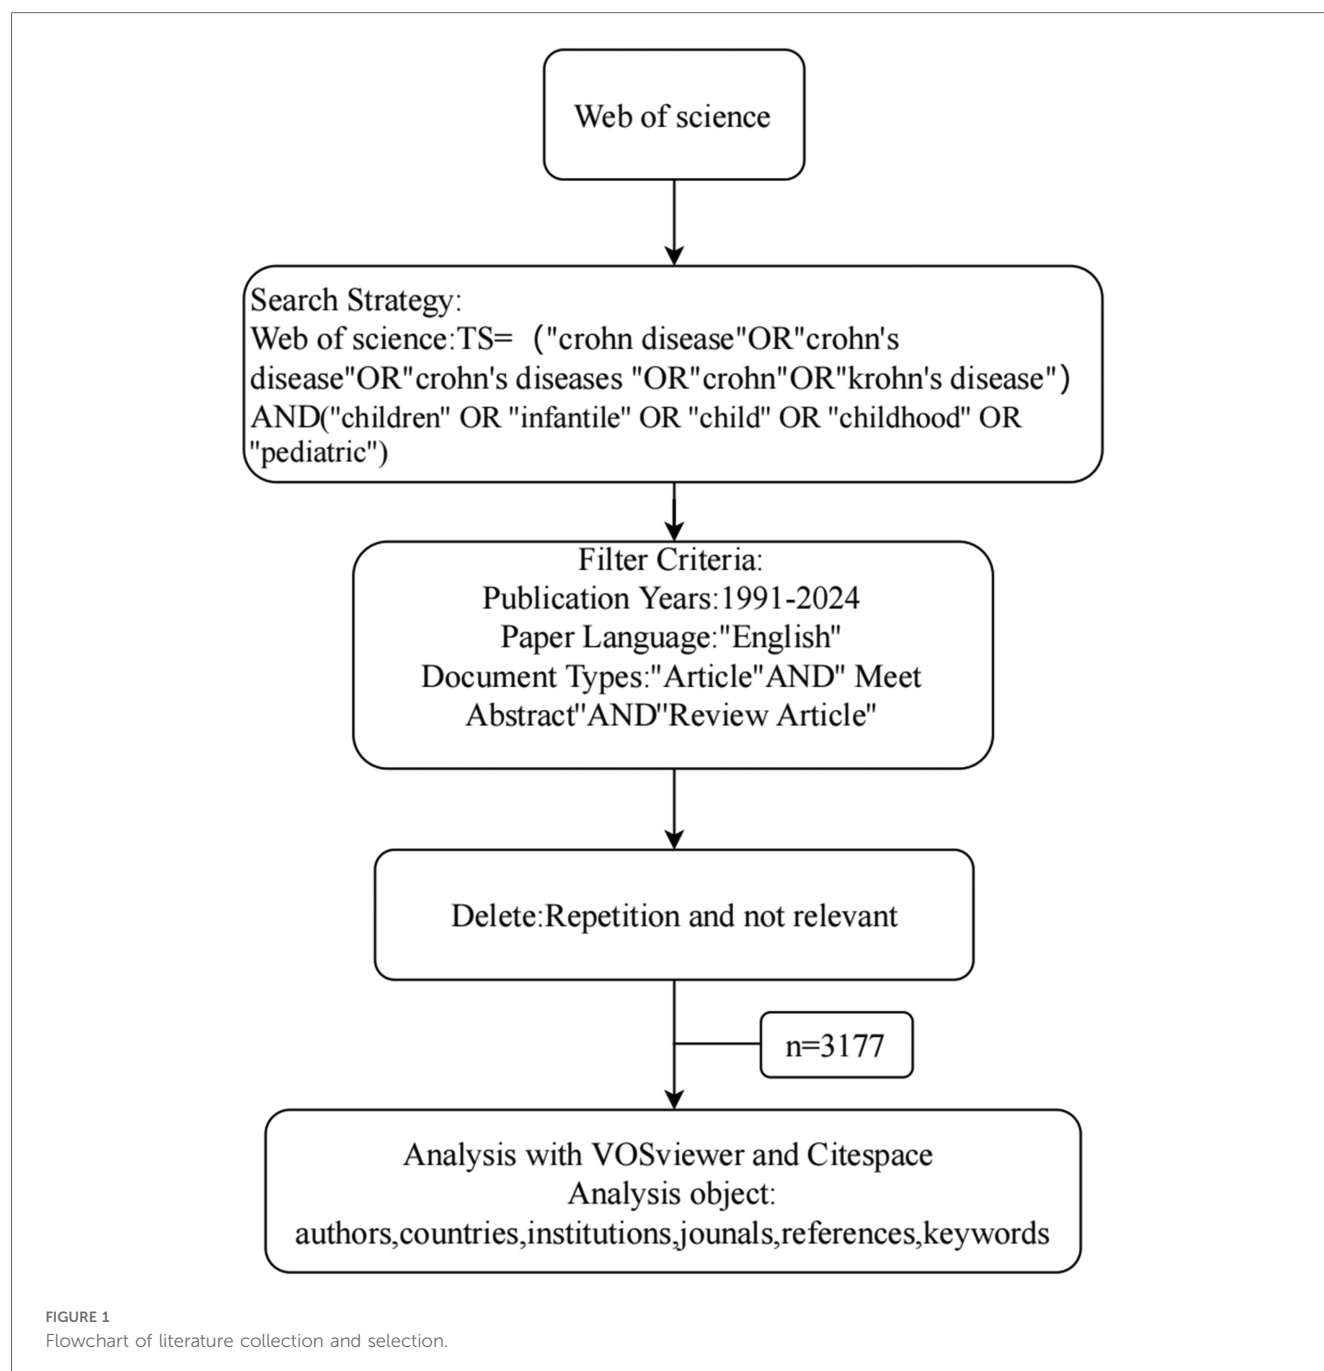 Web of science
Search Strategy:
Web of science:TS= ("crohn disease"OR"crohn's
disease"OR"crohn's diseases "OR"crohn"OR"krohn's disease")
AND("children" OR "infantile" OR "child" OR "childhood" OR
"pediatric")
Filter Criteria:
Publication Years:1991-2024
Paper Language:"English"
Document Types:"Article"AND" Meet
Abstract"AND"Review Article"
Delete:Repetition and not relevant
n=3177
Analysis with VOSviewer and Citespace
Analysis object:
authors,countries,institutions,jounals,references,keywords
FIGURE 1
Flowchart of literature collection and selection.